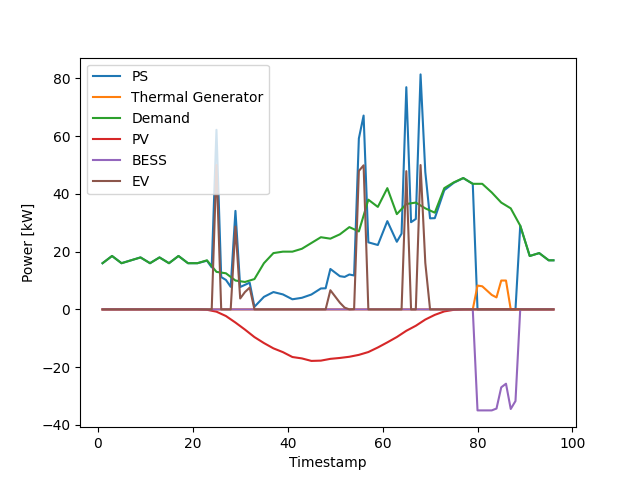 PS
Thermal Generator
Demand
PV
BESS
EV
80
60
40
20
0
−20
−40
Power [kW]
0 20 40 60 80 100
Timestamp